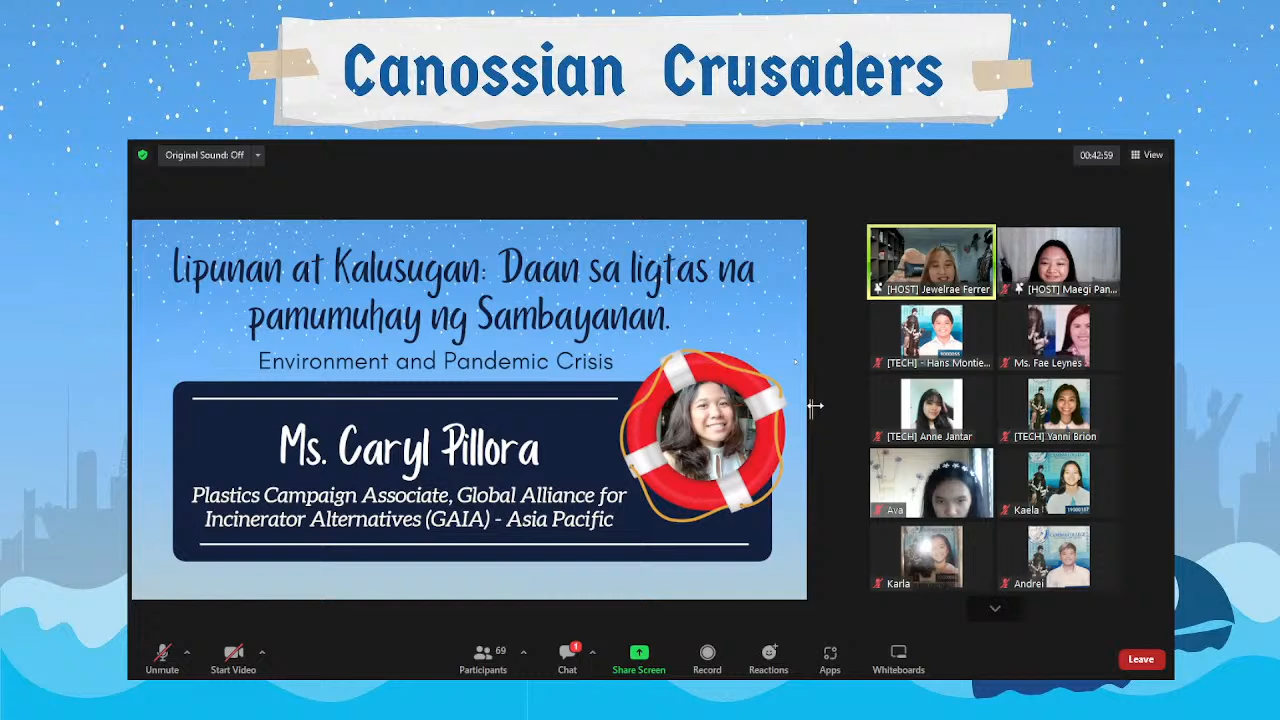 Canossian Crusaders
Original Sound: Off
00:42:59
View
Lipunan at Kalusugan: Daan sa ligtas na
pamumuhay ng Sambayanan.
Environment and Pandemic Crisis
Ms. Caryl Pillora
Plastics Campaign Associate, Global Alliance for
Incinerator Alternatives (GAIA) - Asia Pacific
[HOST] Jewelrae Ferrer
[HOST] Maegi Pan...
[TECH] - Hans Montie...
Ms. Fae Leynes
[TECH] Anne Jantar
[TECH] Yanni Brion
Ava
Kaela
Karla
Andrei
Unmute
Start Video
69
Participants
1
Chat
Share Screen
Record
Reactions
Apps
Whiteboards
Leave